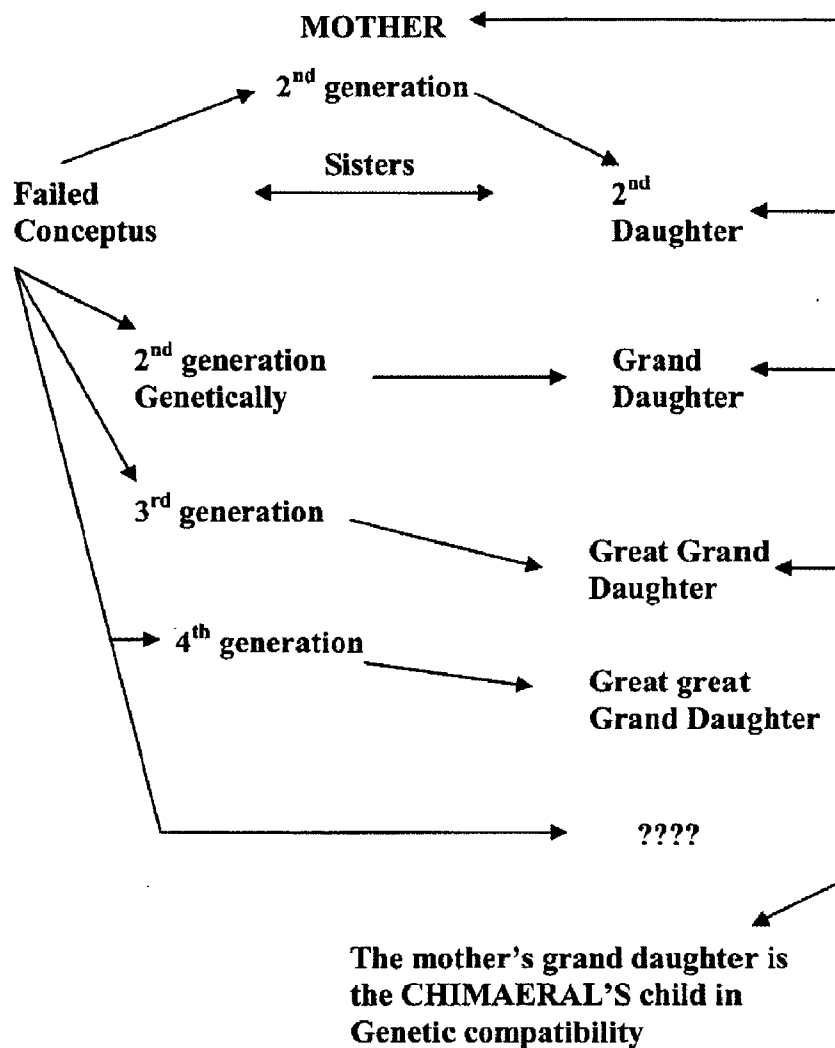 MOTHER
2nd generation
Sisters
Failed
Conceptus
2nd
Daughter
2nd generation
Genetically
Grand
Daughter
3rd generation
Great Grand
Daughter
4th generation
Great great
Grand Daughter
????
The mother's grand daughter is
the CHIMAERAL'S child in
Genetic compatibility